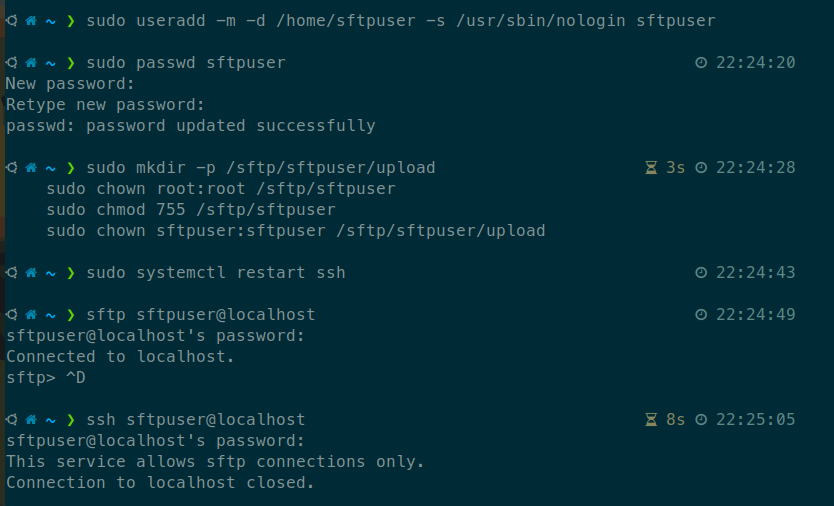 ~ ❯ sudo useradd -m -d /home/sftpuser -s /usr/sbin/nologin sftpuser
~ ❯ sudo passwd sftpuser 22:24:20
New password:
Retype new password:
passwd: password updated successfully
~ ❯ sudo mkdir -p /sftp/sftpuser/upload 3s 22:24:28
sudo chown root:root /sftp/sftpuser
sudo chmod 755 /sftp/sftpuser
sudo chown sftpuser:sftpuser /sftp/sftpuser/upload
~ ❯ sudo systemctl restart ssh 22:24:43
~ ❯ sftp sftpuser@localhost 22:24:49
sftpuser@localhost's password:
Connected to localhost.
sftp> ^D
~ ❯ ssh sftpuser@localhost 8s 22:25:05
sftpuser@localhost's password:
This service allows sftp connections only.
Connection to localhost closed.